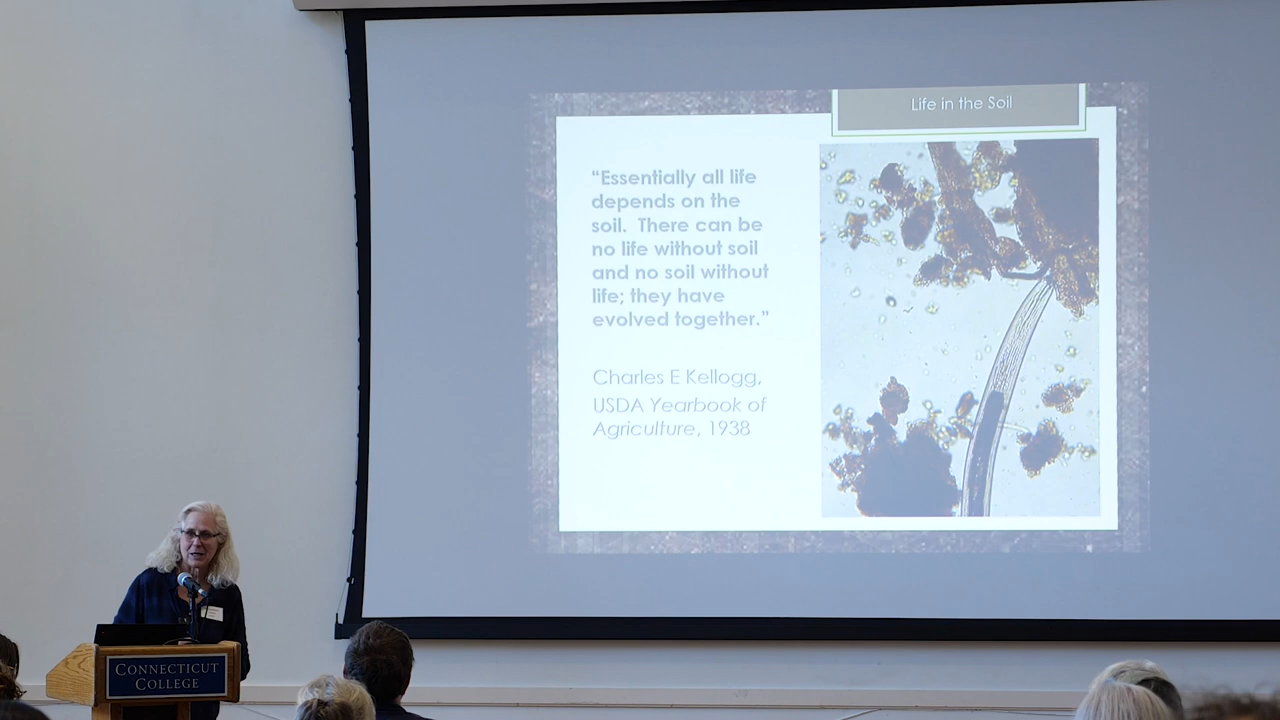 Life in the Soil
“Essentially all life
depends on the
soil. There can be
no life without soil
and no soil without
life; they have
evolved together.”
Charles E Kellogg,
USDA Yearbook of
Agriculture, 1938
CONNECTICUT
COLLEGE